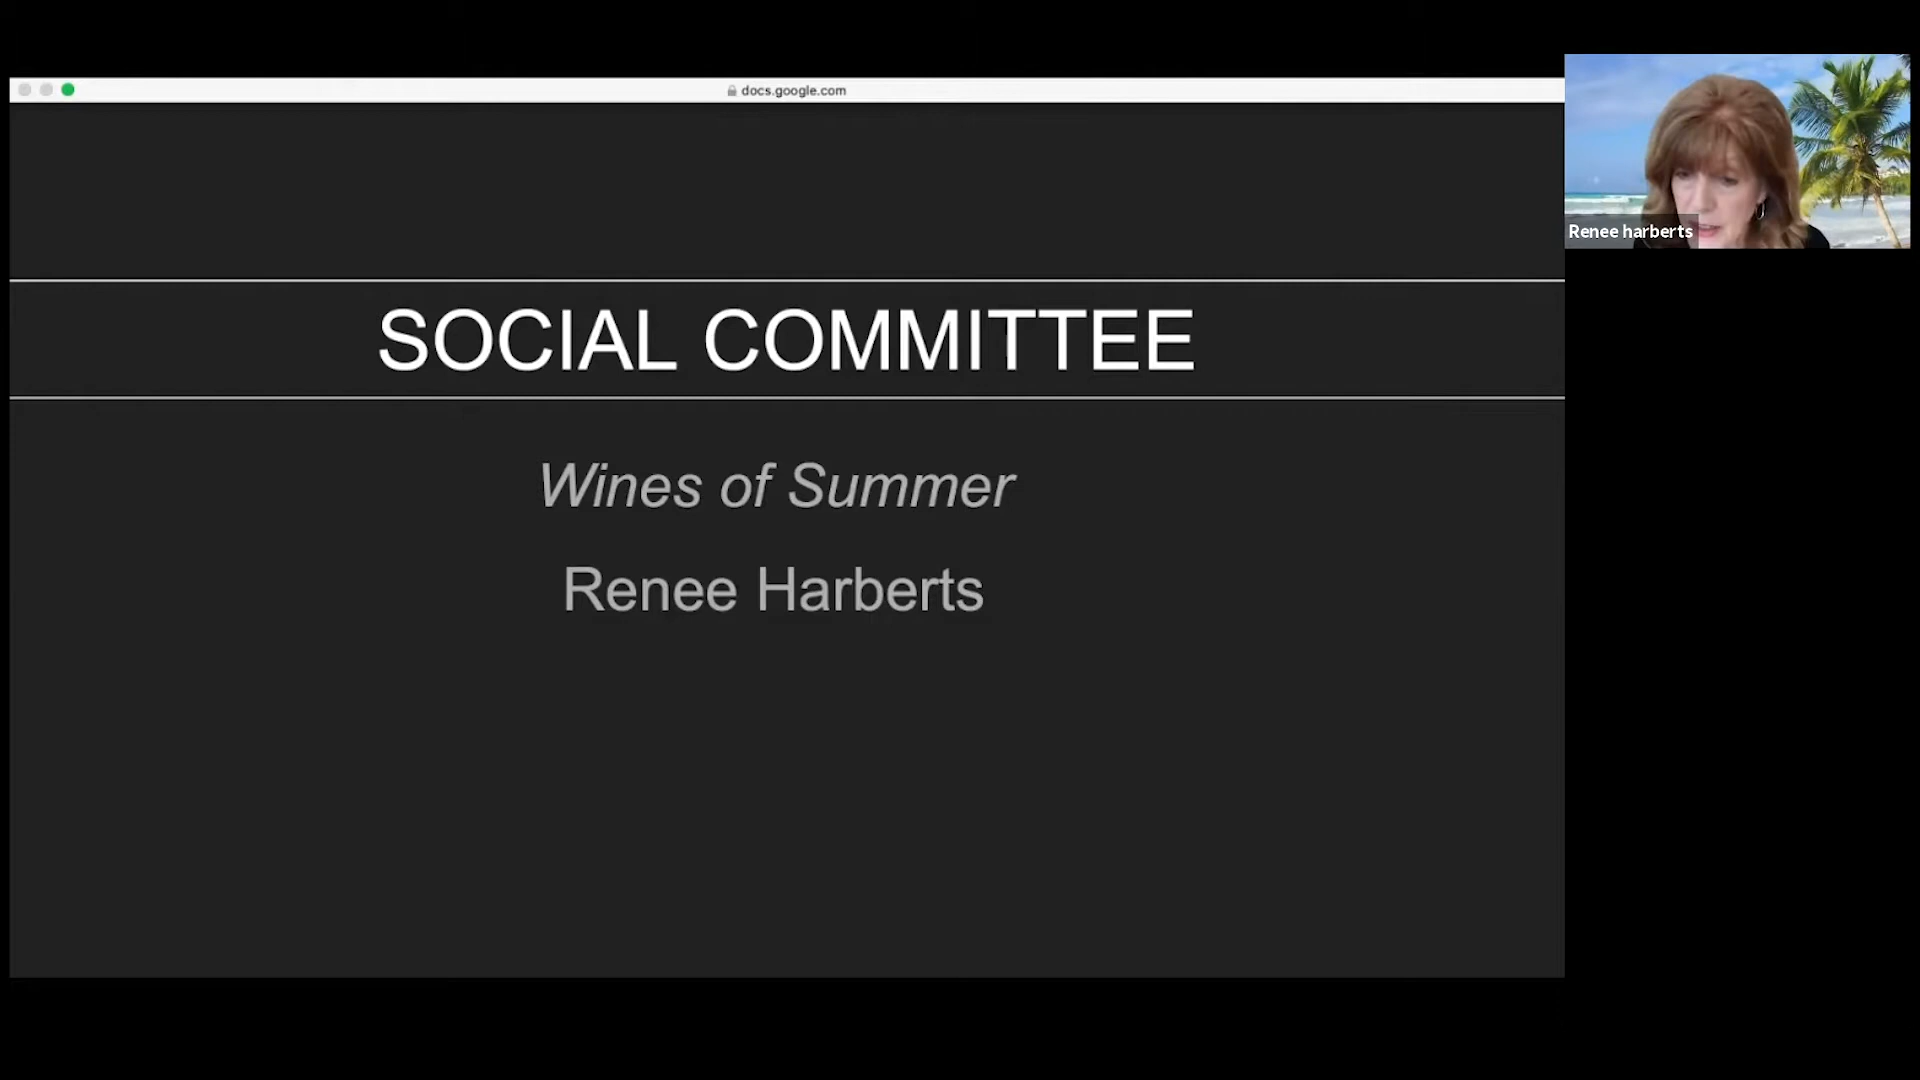 docs.google.com
Renee harberts
SOCIAL COMMITTEE
Wines of Summer
Renee Harberts